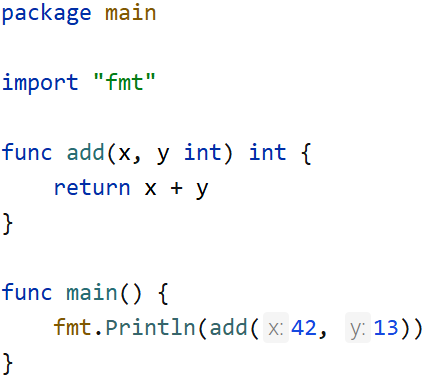 package main

import "fmt"

func add(x, y int) int {
    return x + y
}

func main() {
    fmt.Println(add( x: 42,  y: 13))
}